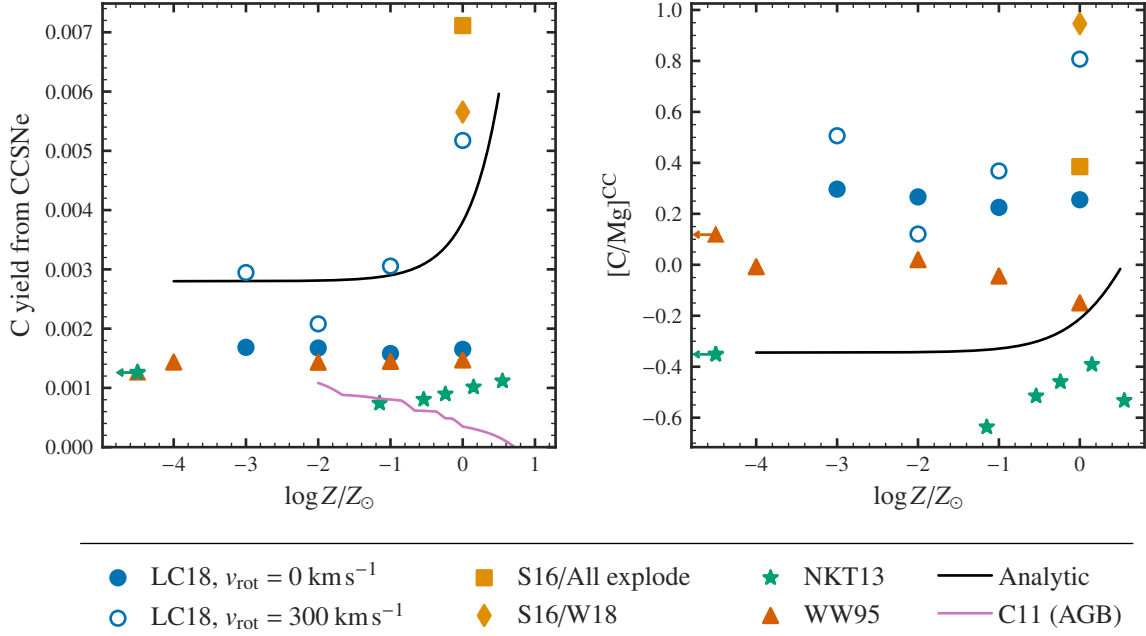 0.007
0.006
0.005
0.004
0.003
0.002
0.001
0.000
C yield from CCSNe
−4 −3 −2 −1 0 1
log Z/Z⊙
1.0
0.8
0.6
0.4
0.2
0.0
−0.2
−0.4
−0.6
[C/Mg]ᶜᶜ
−4 −3 −2 −1 0
log Z/Z⊙
LC18, v_rot = 0 km s⁻¹
LC18, v_rot = 300 km s⁻¹
S16/All explode
S16/W18
NKT13
WW95
Analytic
C11 (AGB)